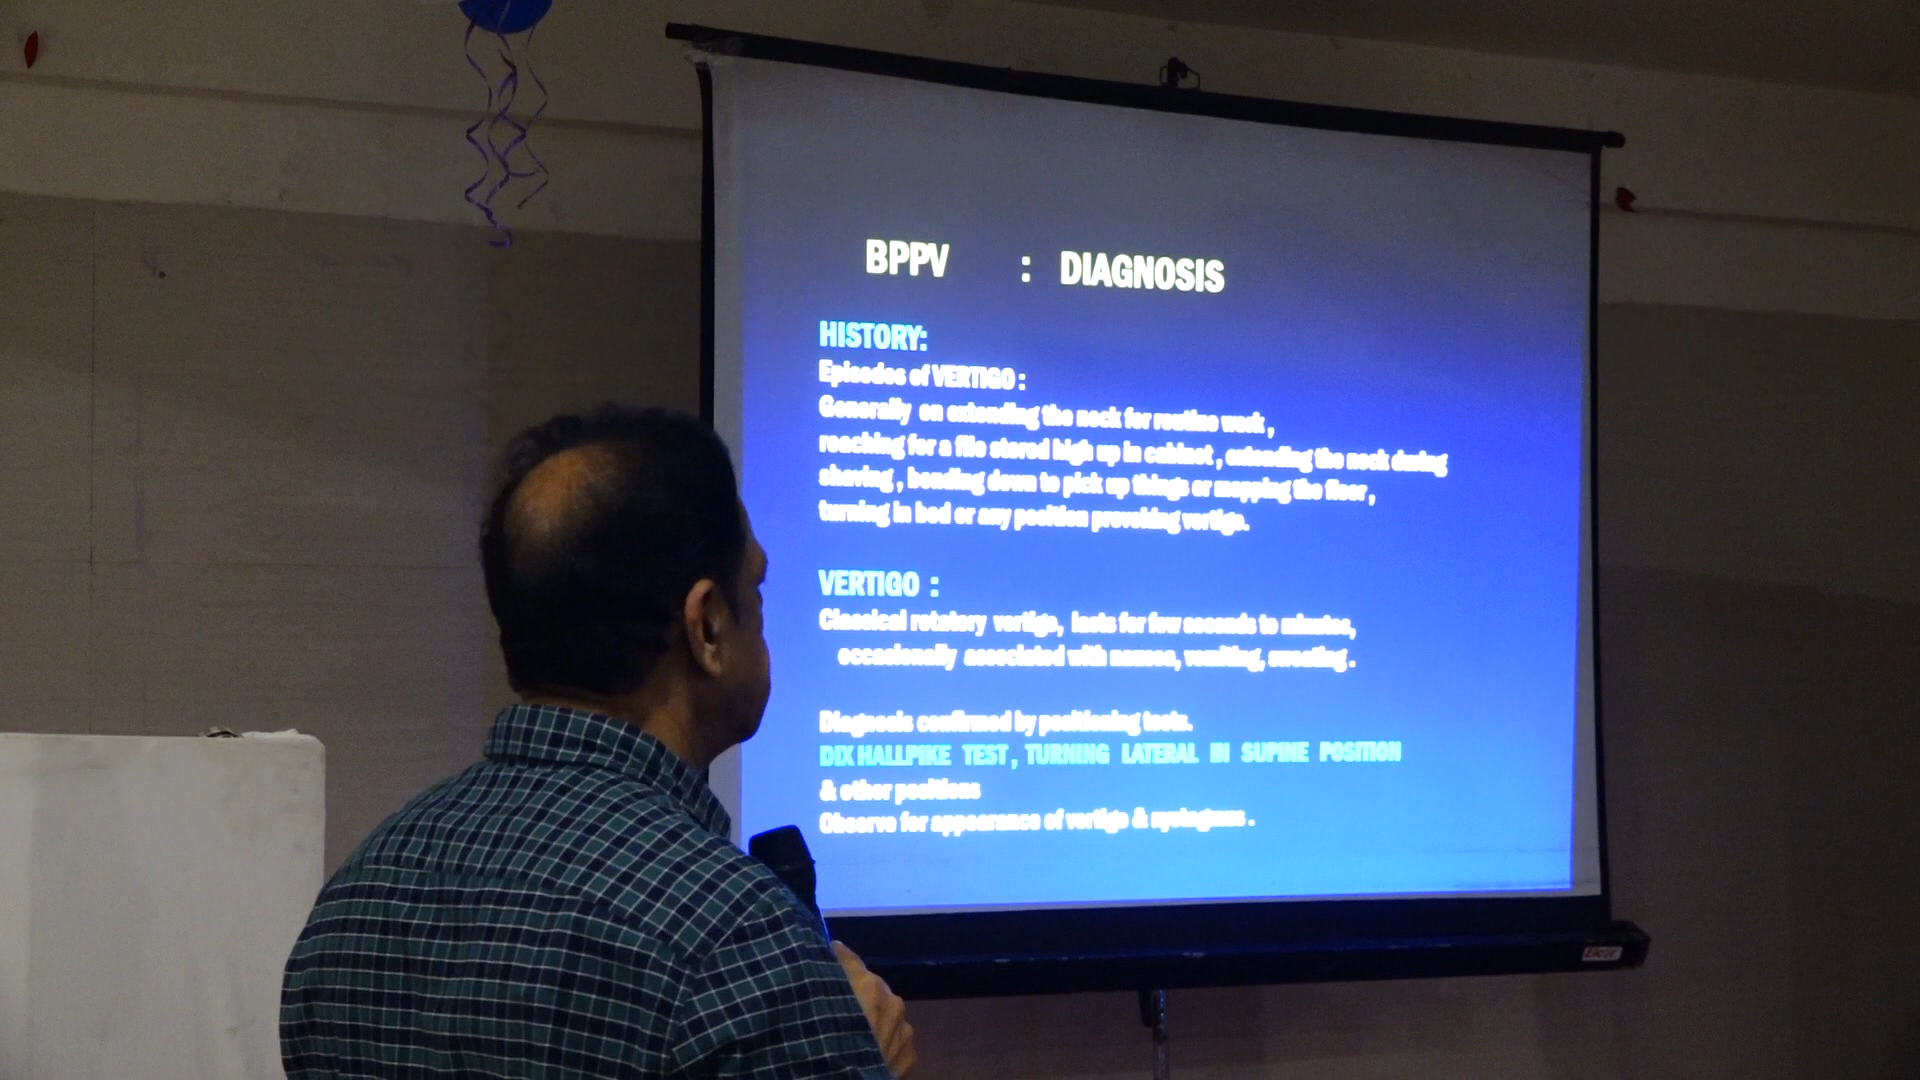 BPPV : DIAGNOSIS
HISTORY:
Episodes of VERTIGO :
Generally on extending the neck for routine work ,
reaching for a file stored high up in cabinet , extending the neck during
shaving , bending down to pick up things or mopping the floor ,
turning in bed or any position provoking vertigo.
VERTIGO :
Classical rotatory vertigo, lasts for few seconds to minutes,
occasionally associated with nausea, vomiting, sweating .
Diagnosis confirmed by positioning tests.
DIX HALLPIKE TEST , TURNING LATERAL IN SUPINE POSITION
& other positions
Observe for appearance of vertigo & nystagmus .